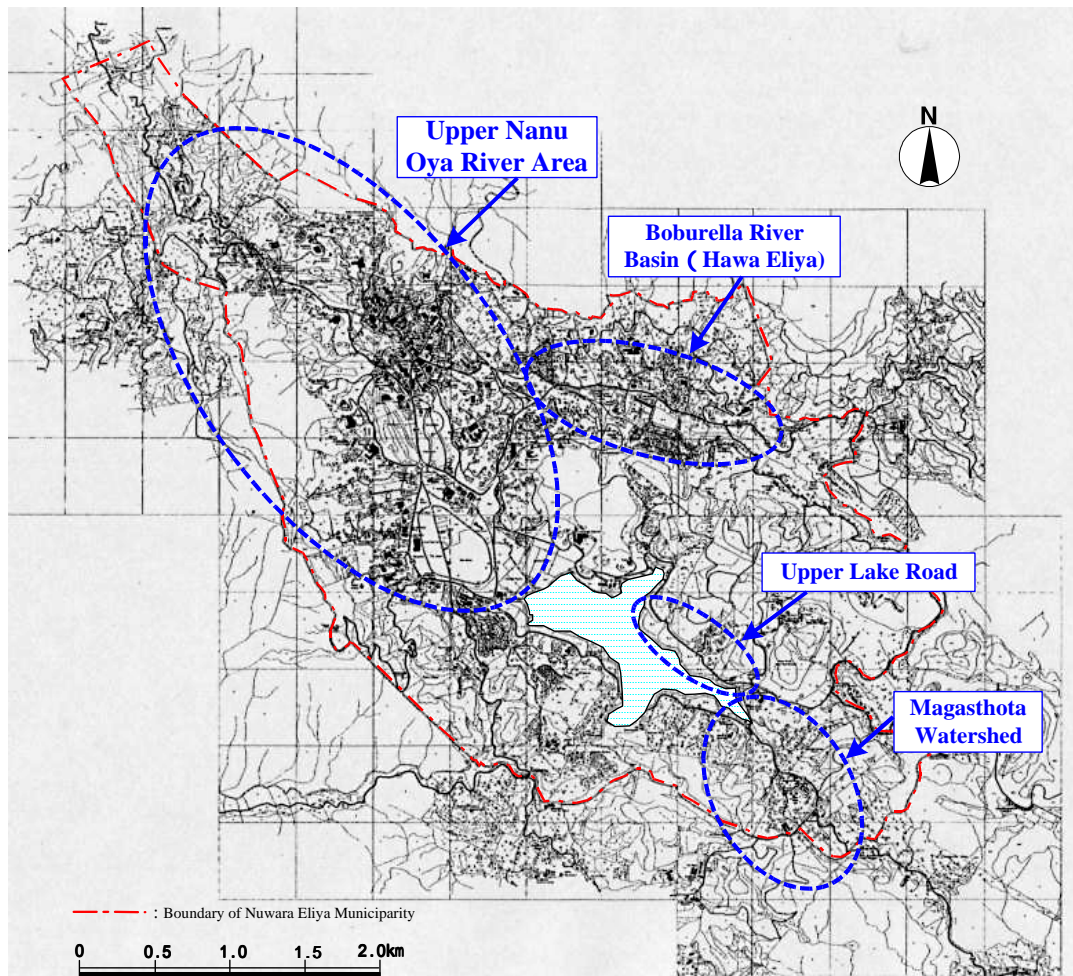 N
Upper Nanu
Oya River Area
Boburella River
Basin ( Hawa Eliya)
Upper Lake Road
Magasthota
Watershed
: Boundary of Nuwara Eliya Municiparity
0 0.5 1.0 1.5 2.0km